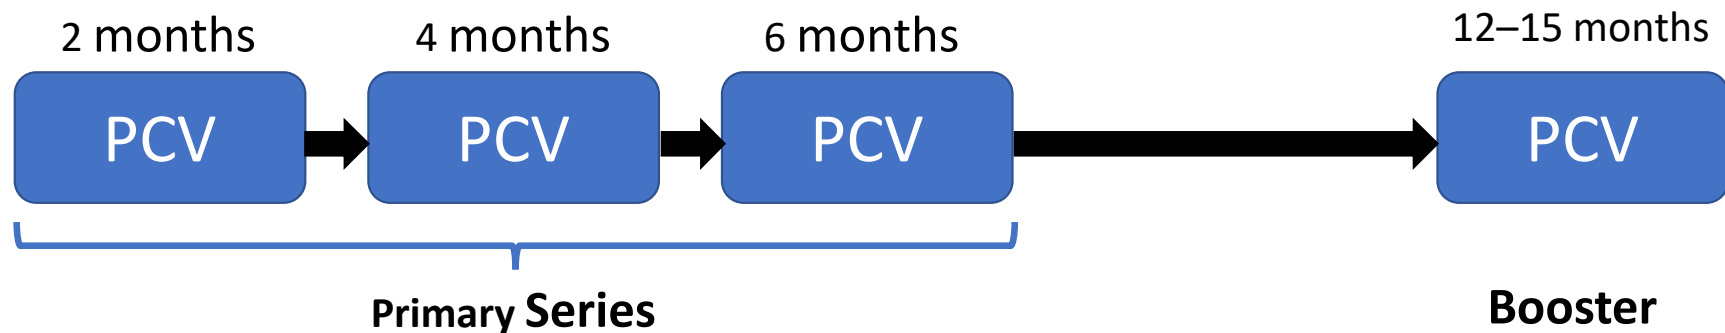 2 months 4 months 6 months 12–15 months
PCV PCV PCV PCV
Primary Series Booster